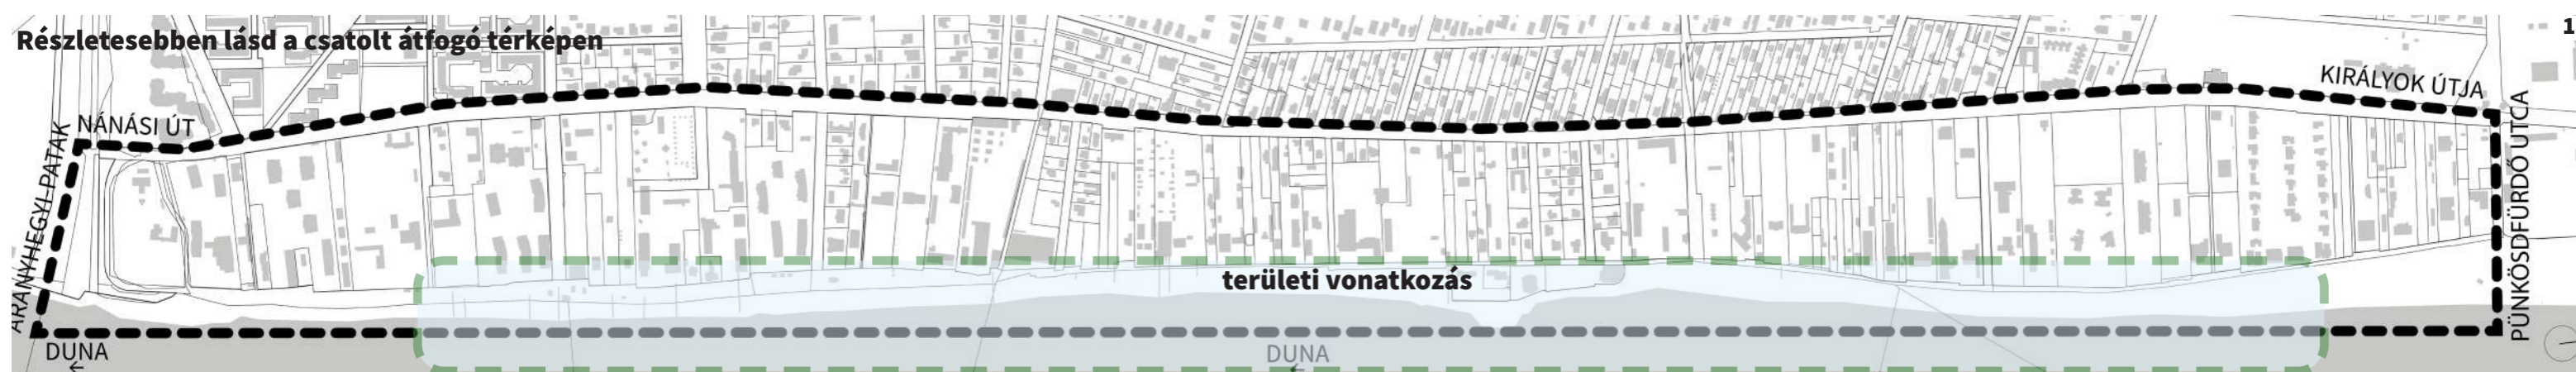 Részletesebben lásd a csatolt átfogó térképen
1
KIRÁLYOK ÚTJA
NÁNÁSI ÚT
ARANYHEGYI-PATAK
PÜNKÖSDFÜRDŐ UTCA
területi vonatkozás
DUNA
DUNA